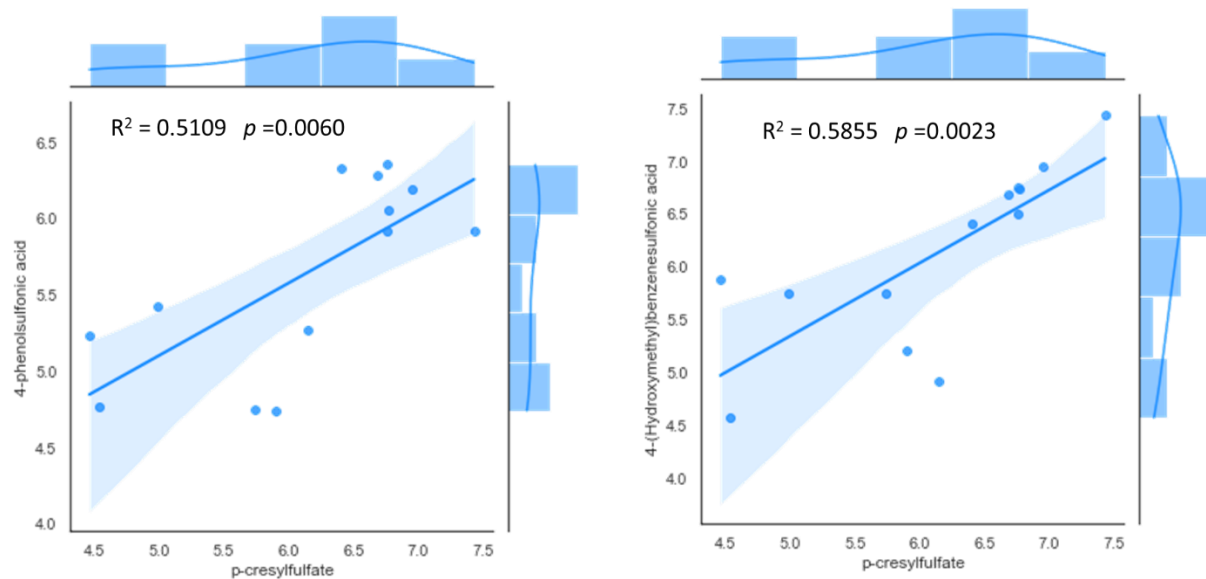 R² = 0.5109 p =0.0060
4-phenolsulfonic acid
6.5
6.0
5.5
5.0
4.5
4.0
4.5 5.0 5.5 6.0 6.5 7.0 7.5
p-cresylfulfate
R² = 0.5855 p =0.0023
4-(Hydroxymethyl)benzenesulfonic acid
7.5
7.0
6.5
6.0
5.5
5.0
4.5
4.0
4.5 5.0 5.5 6.0 6.5 7.0 7.5
p-cresylfulfate